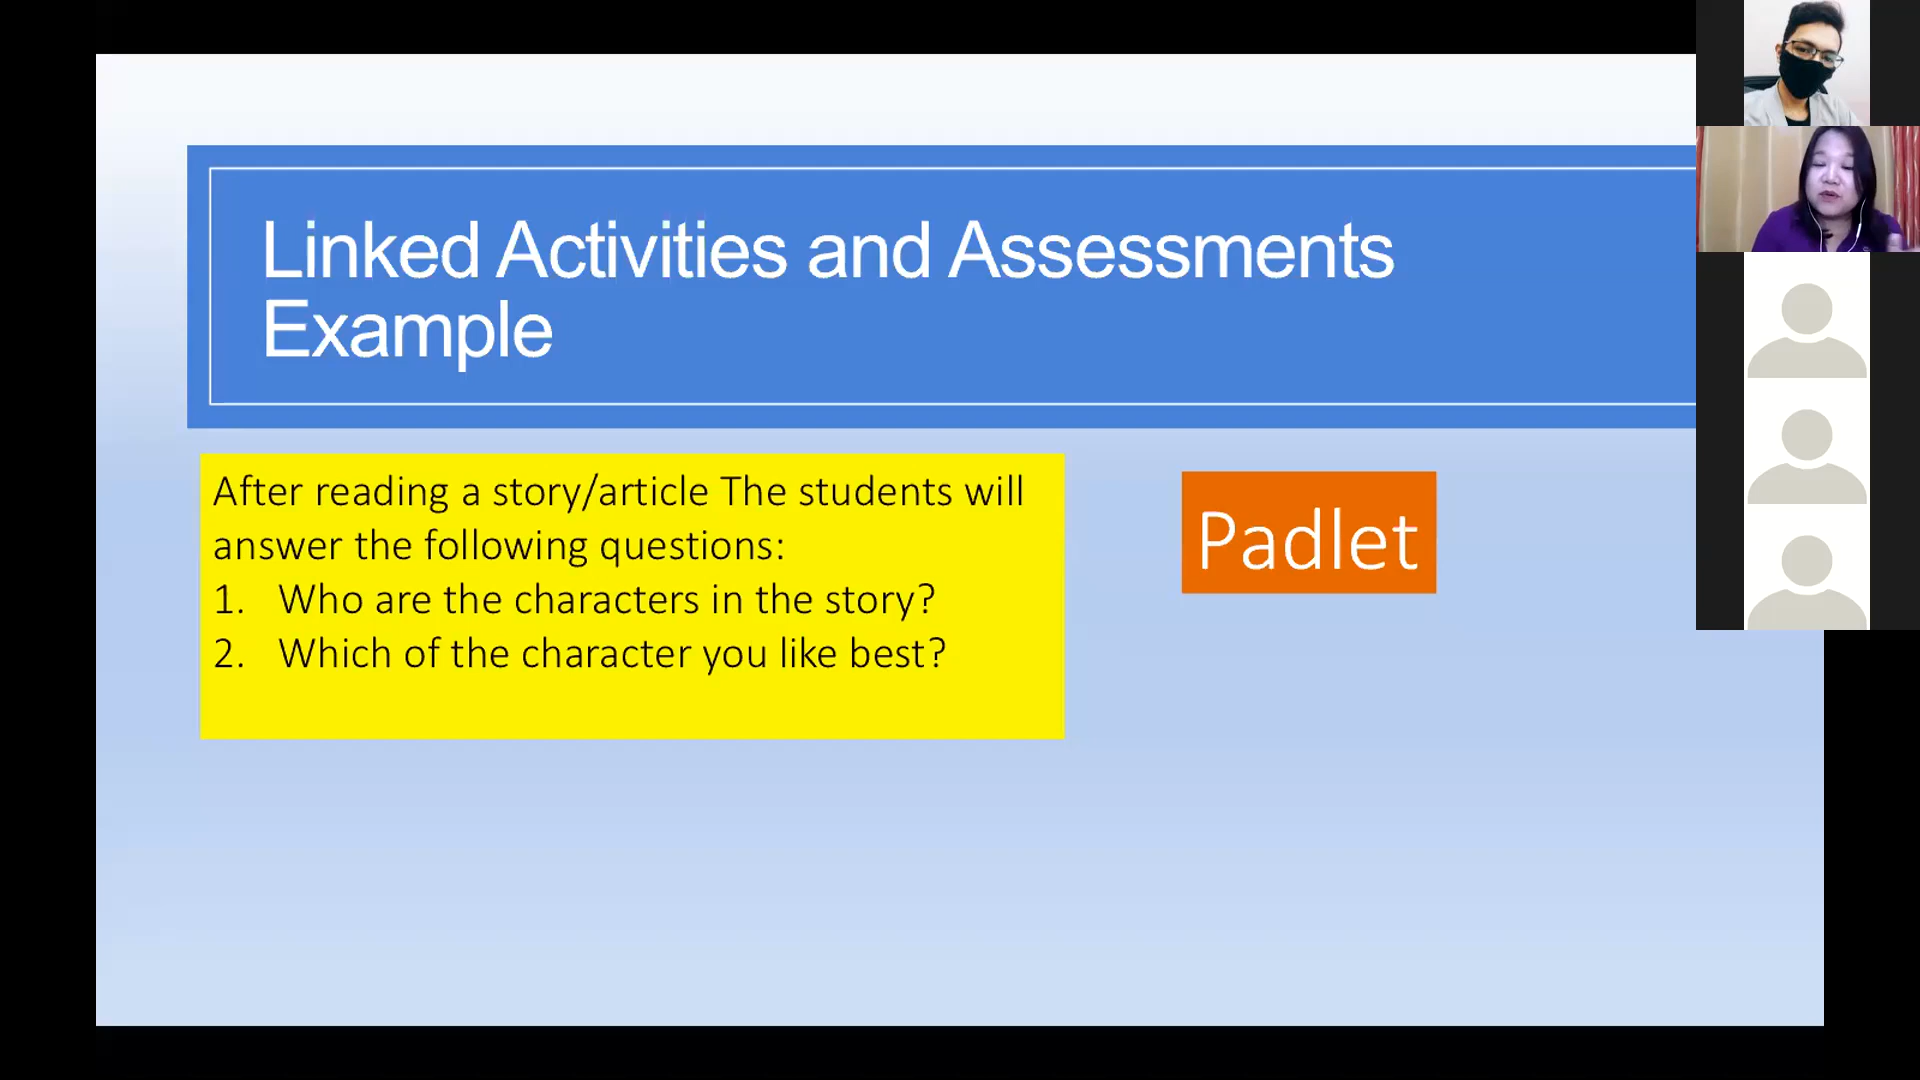 Linked Activities and Assessments
Example
After reading a story/article The students will
answer the following questions:
1. Who are the characters in the story?
2. Which of the character you like best?
Padlet